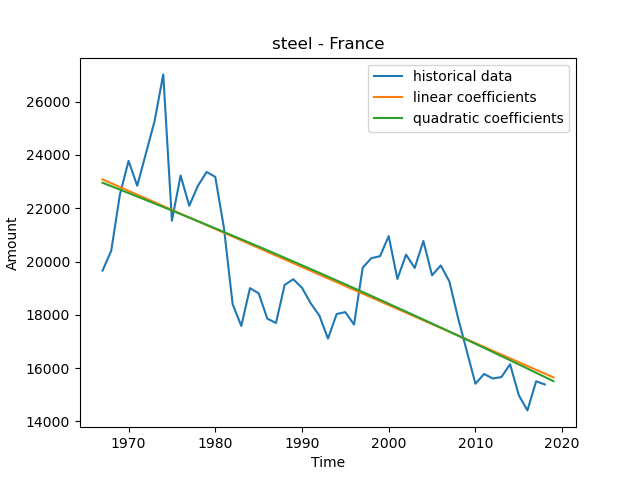 steel - France
historical data
linear coefficients
quadratic coefficients
Amount
26000
24000
22000
20000
18000
16000
14000
1970 1980 1990 2000 2010 2020
Time